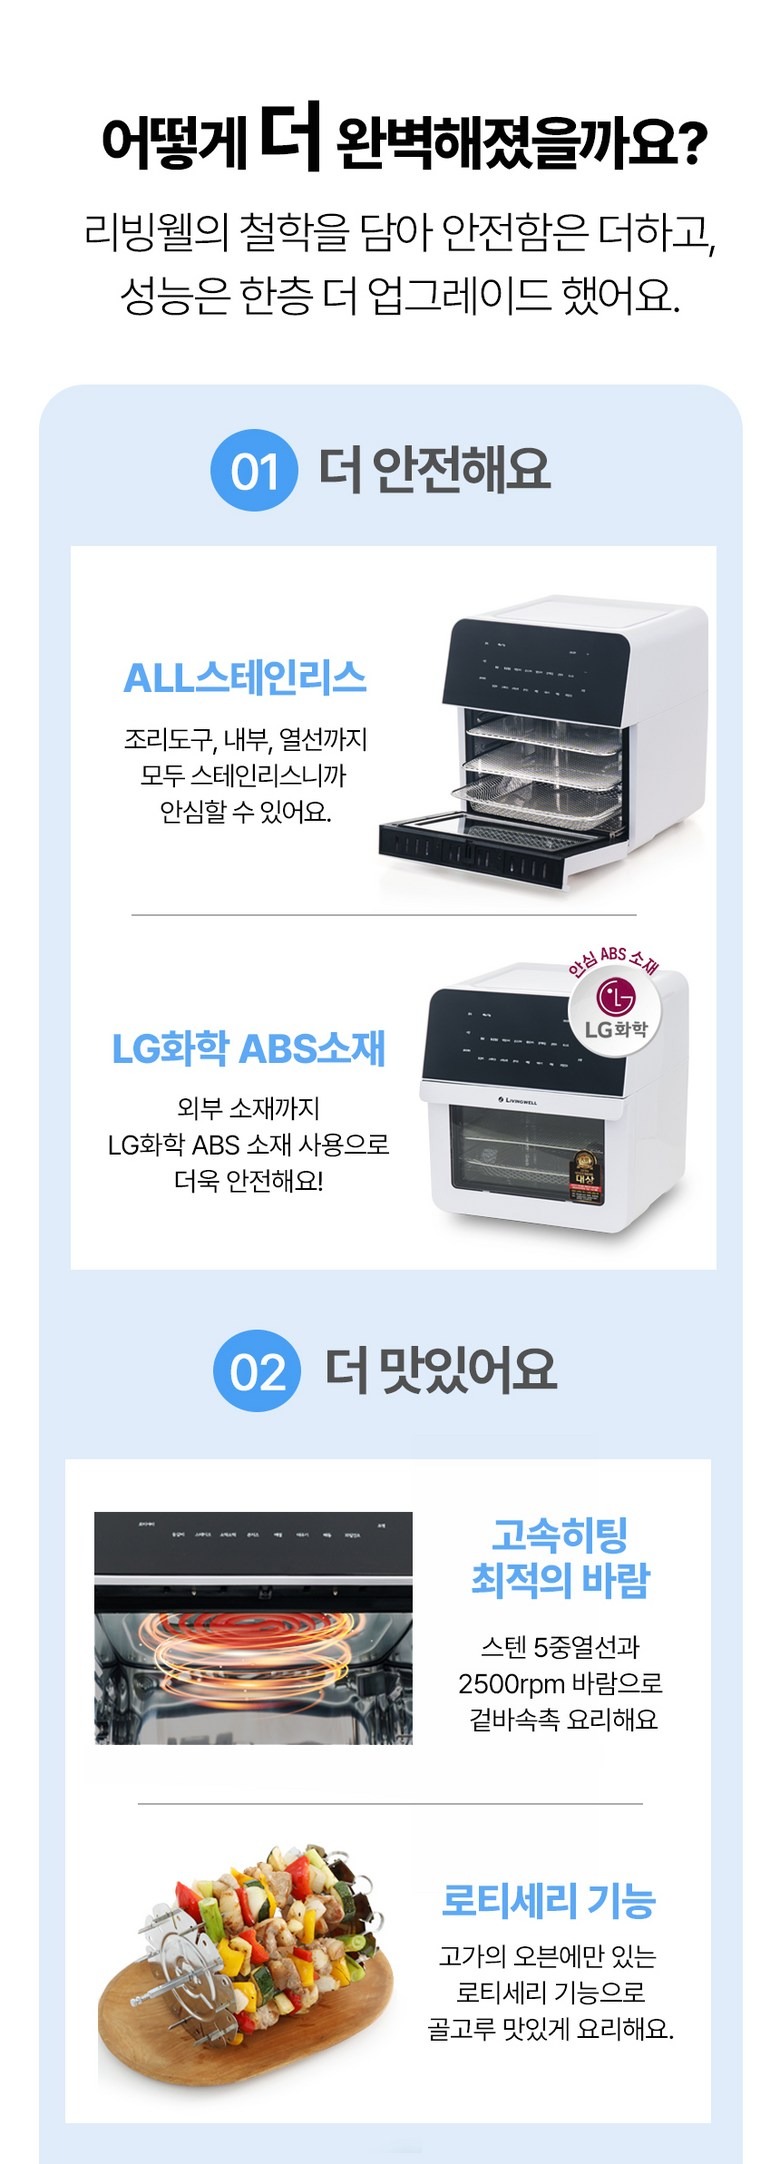 어떻게 더 완벽해졌을까요?
리빙웰의 철학을 담아 안전함은 더하고,
성능은 한층 더 업그레이드 했어요.
01 더 안전해요
ALL스테인리스
조리도구, 내부, 열선까지
모두 스테인리스니까
안심할 수 있어요.
안심 ABS 소재
LG화학
LG화학 ABS소재
외부 소재까지
LG화학 ABS 소재 사용으로
더욱 안전해요!
LIVINGWELL
대상
02 더 맛있어요
고속히팅
최적의 바람
스텐 5중열선과
2500rpm 바람으로
겉바속촉 요리해요
로티세리 기능
고가의 오븐에만 있는
로티세리 기능으로
골고루 맛있게 요리해요.